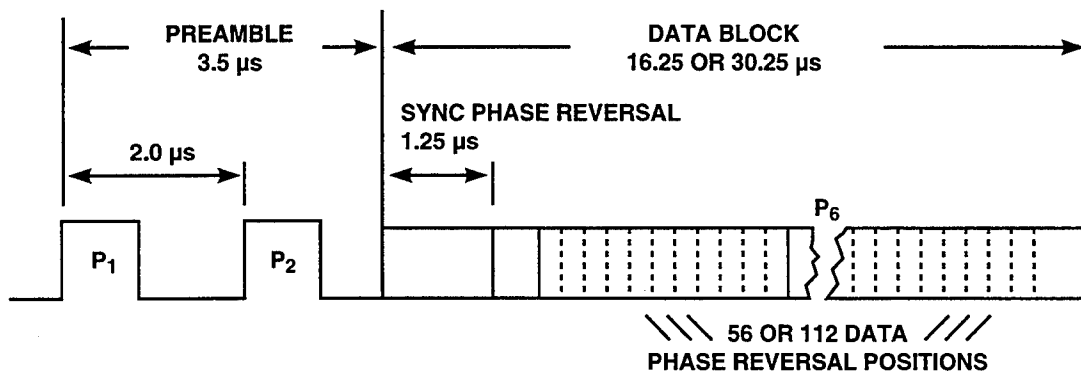 PREAMBLE
3.5 µs
DATA BLOCK
16.25 OR 30.25 µs
SYNC PHASE REVERSAL
1.25 µs
2.0 µs
P1
P2
P6
56 OR 112 DATA
PHASE REVERSAL POSITIONS